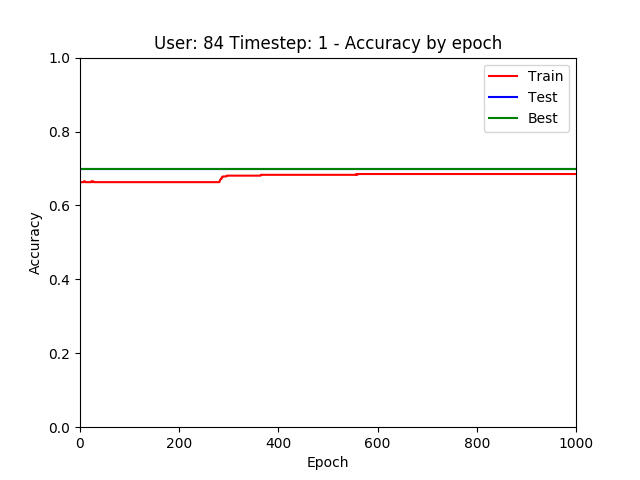 User: 84 Timestep: 1 - Accuracy by epoch
1.0
0.8
0.6
0.4
0.2
0.0
Accuracy
Train
Test
Best
0 200 400 600 800 1000
Epoch